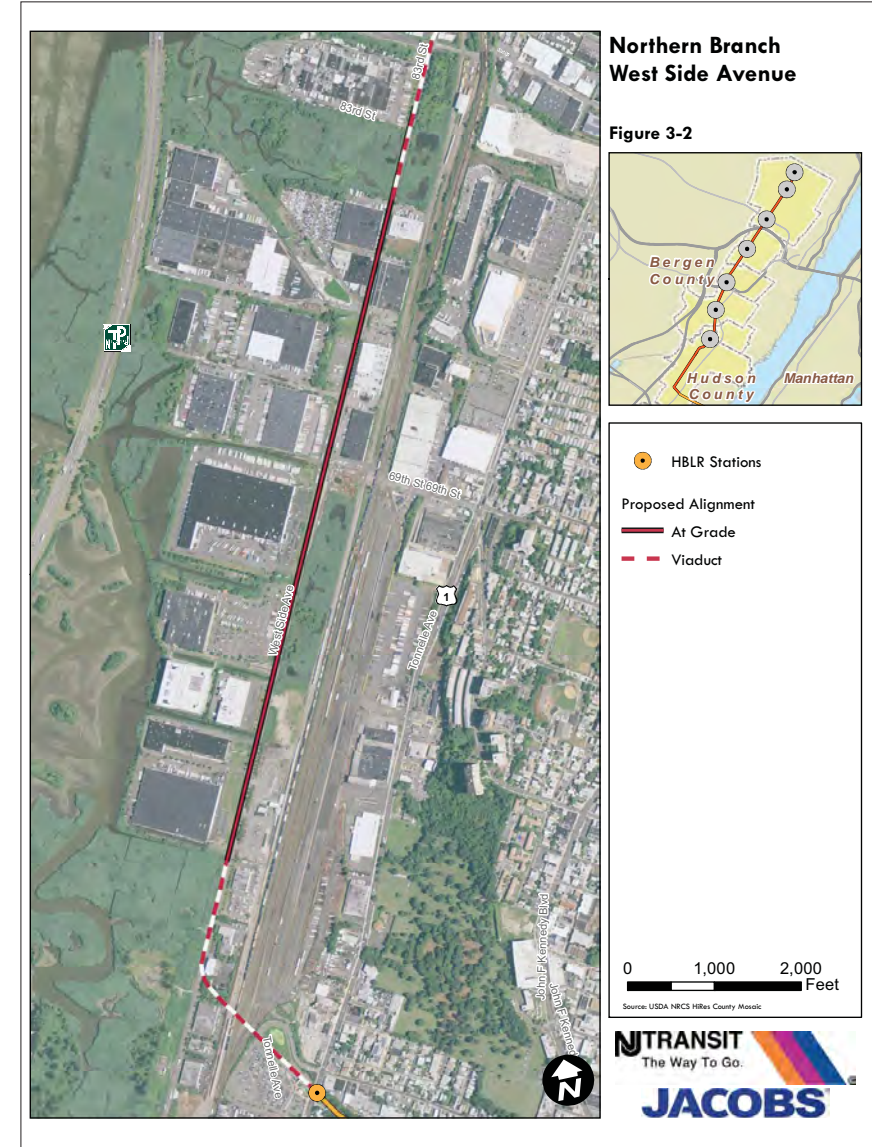 Northern Branch
West Side Avenue
Figure 3-2
Bergen
County
Hudson
County
Manhattan
HBLR Stations
Proposed Alignment
At Grade
Viaduct
0 1,000 2,000
Feet
Source: USDA NRCS HiRes County Mosaic
NJTRANSIT
The Way To Go.
JACOBS
83rd St
83rd St
69th St 69th St
1
West Side Ave
Tonnelle Ave
John F Kennedy Blvd
Tonnelle Ave
N